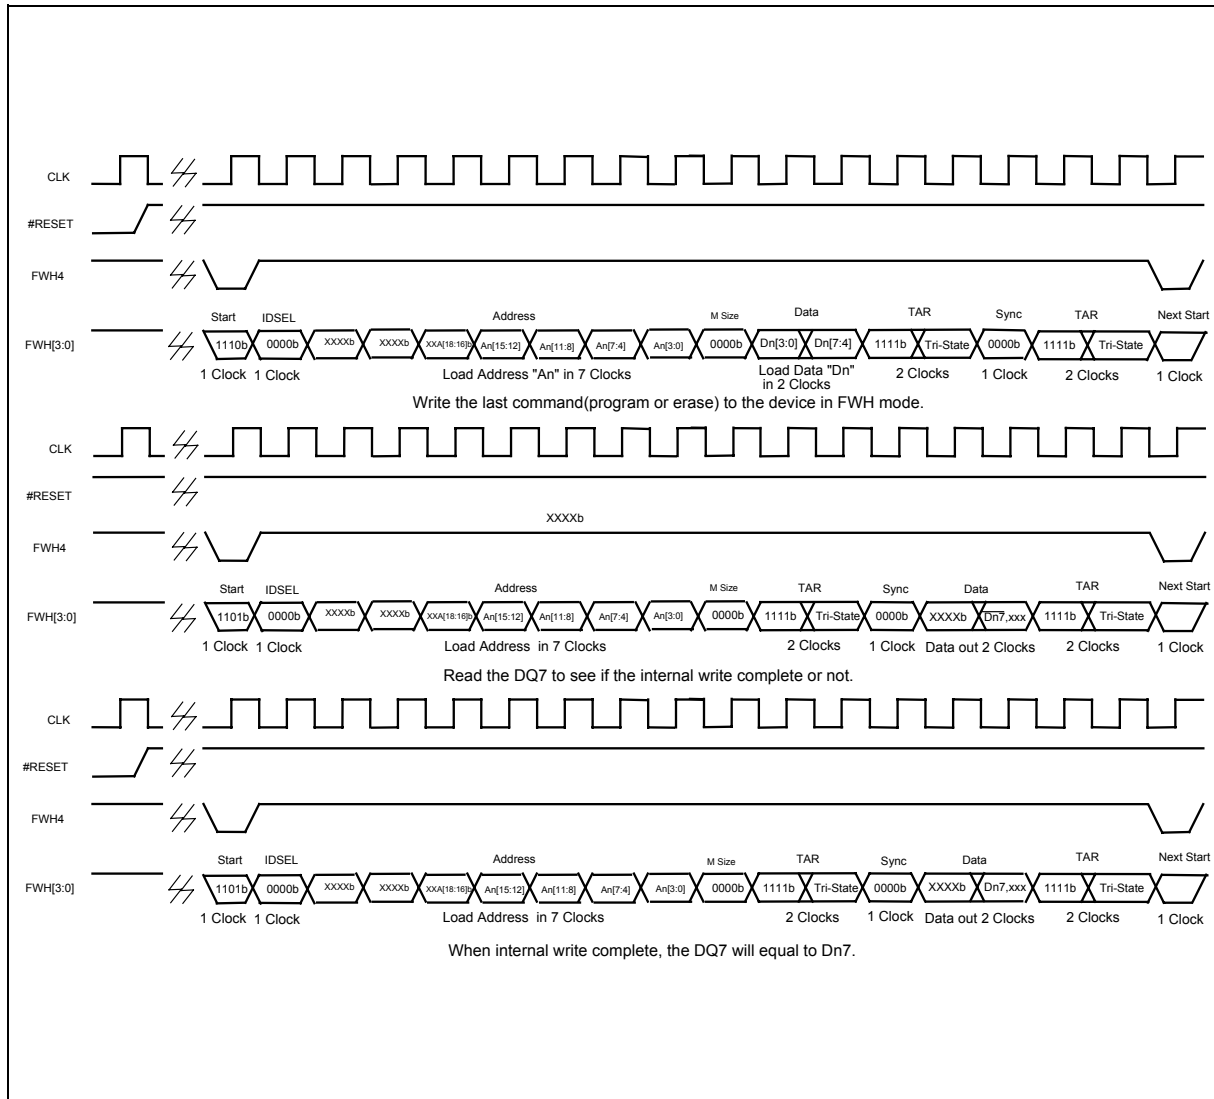 CLK
#RESET
FWH4
Start IDSEL Address M Size Data TAR Sync TAR Next Start
FWH[3:0] 1110b 0000b XXXXb XXXXb XXA[18:16]b An[15:12] An[11:8] An[7:4] An[3:0] 0000b Dn[3:0] Dn[7:4] 1111b Tri-State 0000b 1111b Tri-State
1 Clock 1 Clock Load Address "An" in 7 Clocks Load Data "Dn" in 2 Clocks 2 Clocks 1 Clock 2 Clocks 1 Clock
Write the last command(program or erase) to the device in FWH mode.
CLK
#RESET
XXXXb
FWH4
Start IDSEL Address M Size TAR Sync Data TAR Next Start
FWH[3:0] 1101b 0000b XXXXb XXXXb XXA[18:16]b An[15:12] An[11:8] An[7:4] An[3:0] 0000b 1111b Tri-State 0000b XXXXb Dn7,xxx 1111b Tri-State
1 Clock 1 Clock Load Address in 7 Clocks 2 Clocks 1 Clock Data out 2 Clocks 2 Clocks 1 Clock
Read the DQ7 to see if the internal write complete or not.
CLK
#RESET
FWH4
Start IDSEL Address M Size TAR Sync Data TAR Next Start
FWH[3:0] 1101b 0000b XXXXb XXXXb XXA[18:16]b An[15:12] An[11:8] An[7:4] An[3:0] 0000b 1111b Tri-State 0000b XXXXb Dn7,xxx 1111b Tri-State
1 Clock 1 Clock Load Address in 7 Clocks 2 Clocks 1 Clock Data out 2 Clocks 2 Clocks 1 Clock
When internal write complete, the DQ7 will equal to Dn7.